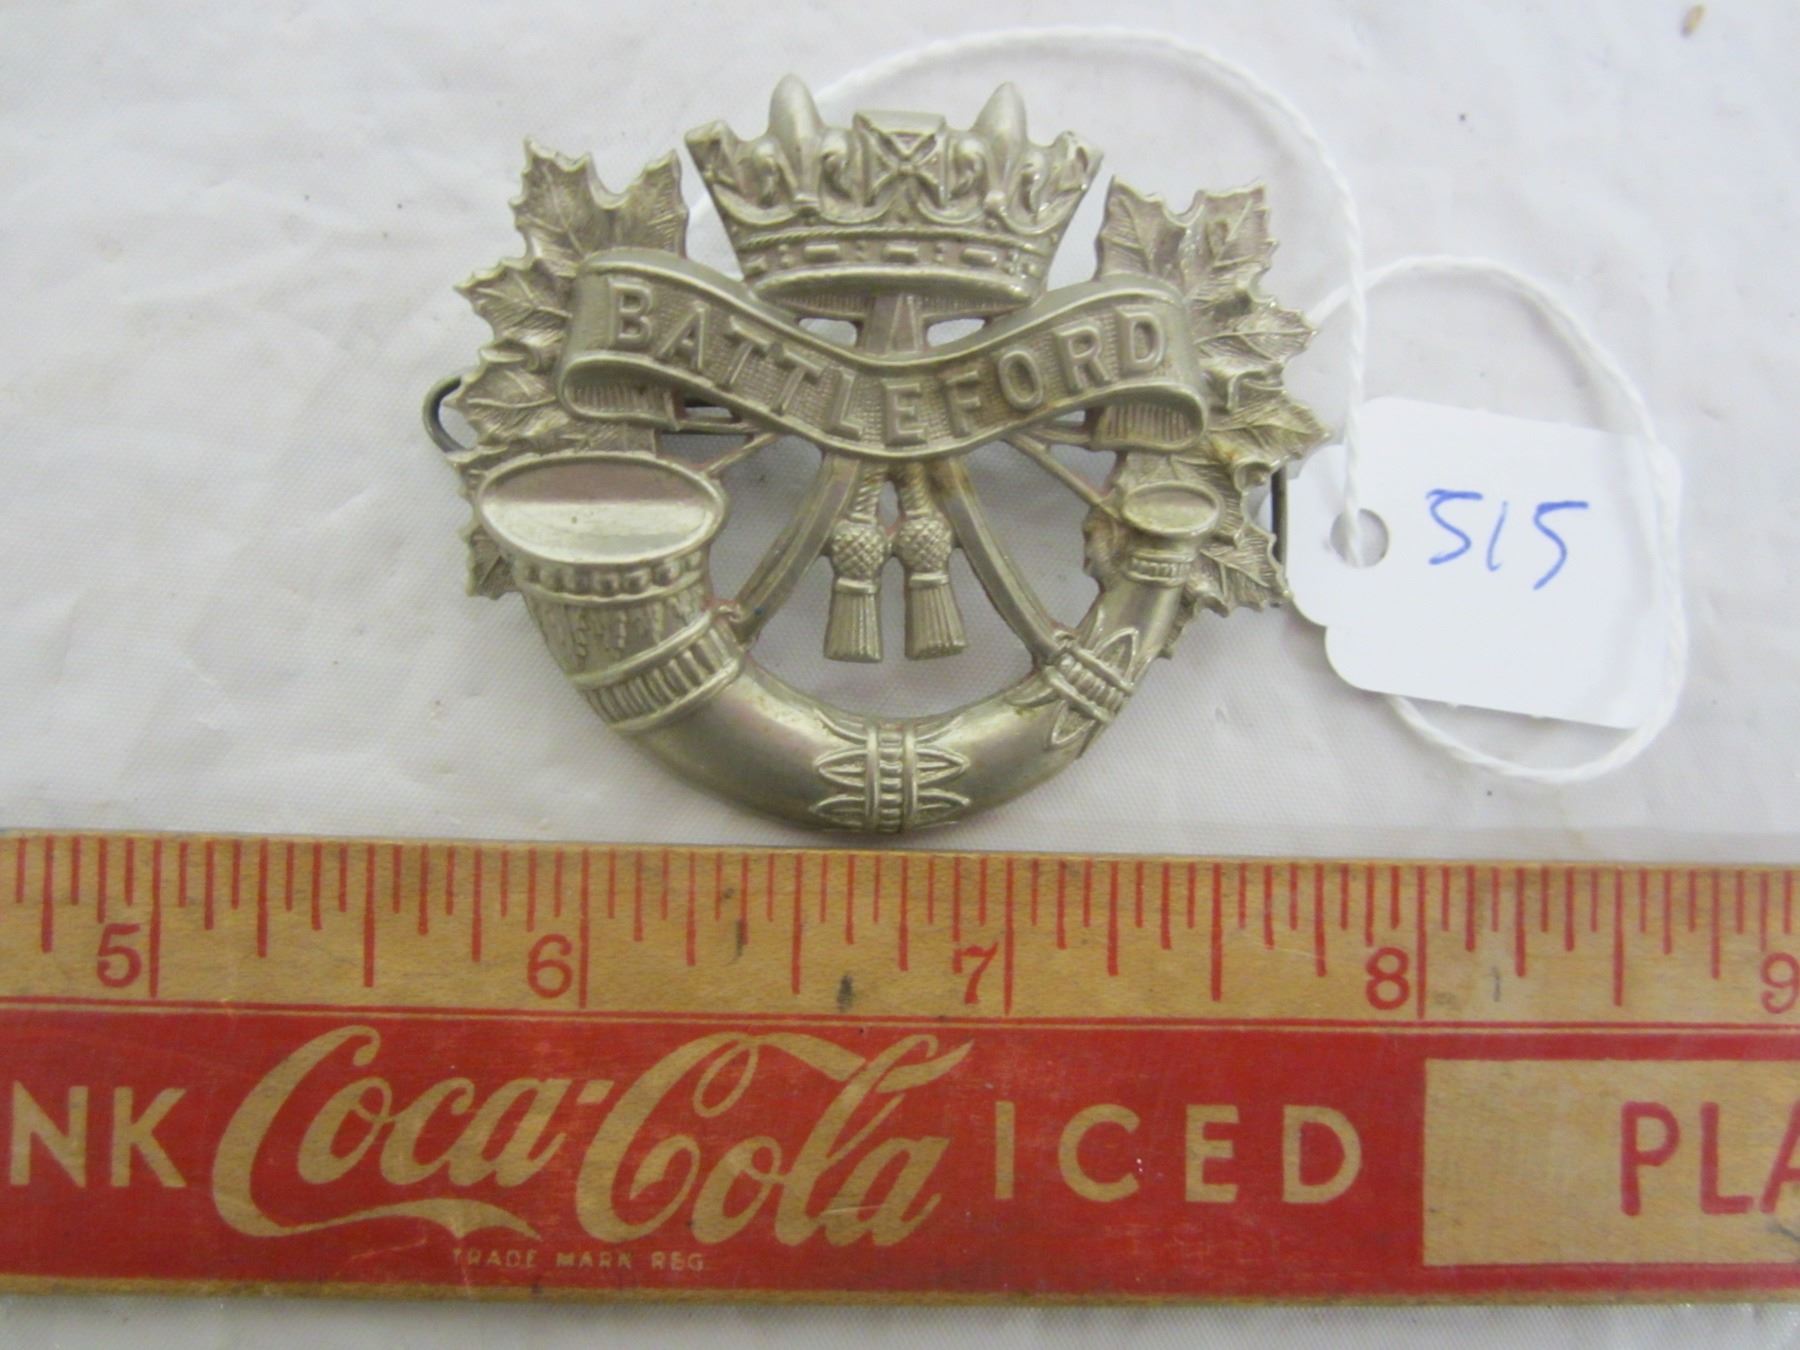 BATTLEFORD
515
5 6 7 8 9
NK Coca-Cola ICED PLA
TRADE MARK REG